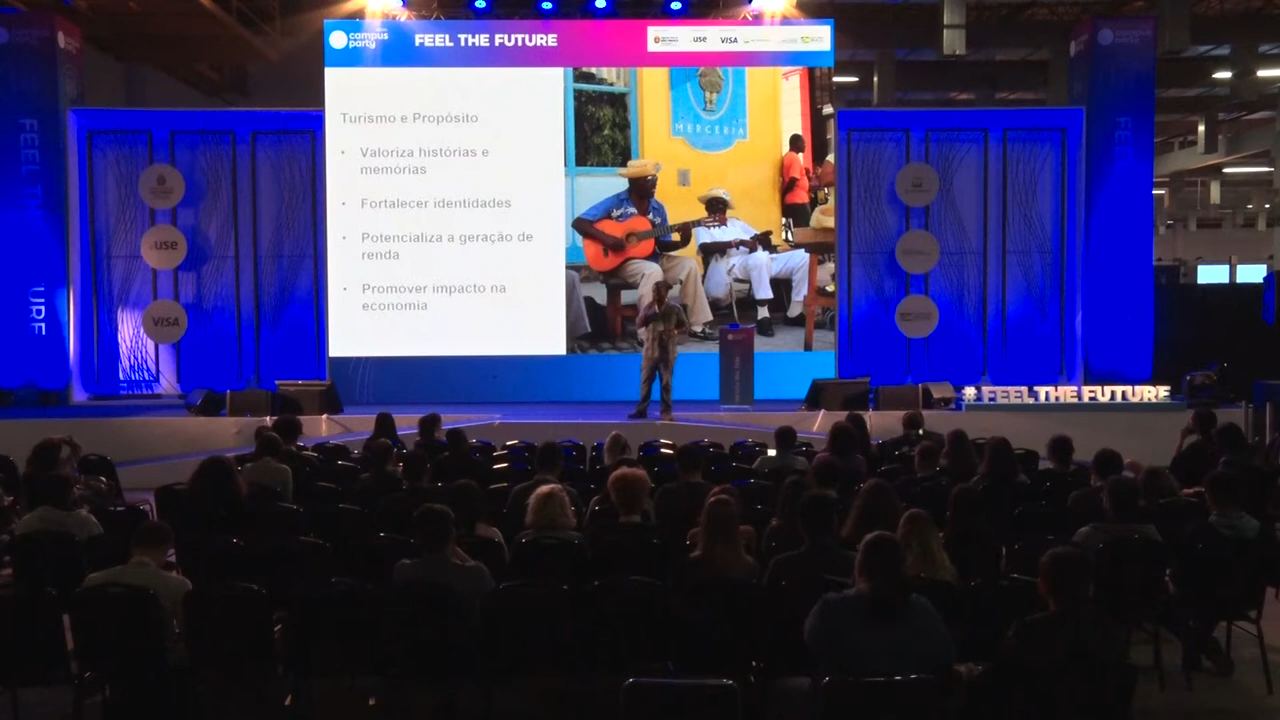 campus
party
FEEL THE FUTURE
.use
VISA
MERCERIA
Turismo e Propósito
• Valoriza histórias e
memórias
• Fortalecer identidades
• Potencializa a geração de
renda
• Promover impacto na
economia
.use
VISA
# FEEL THE FUTURE